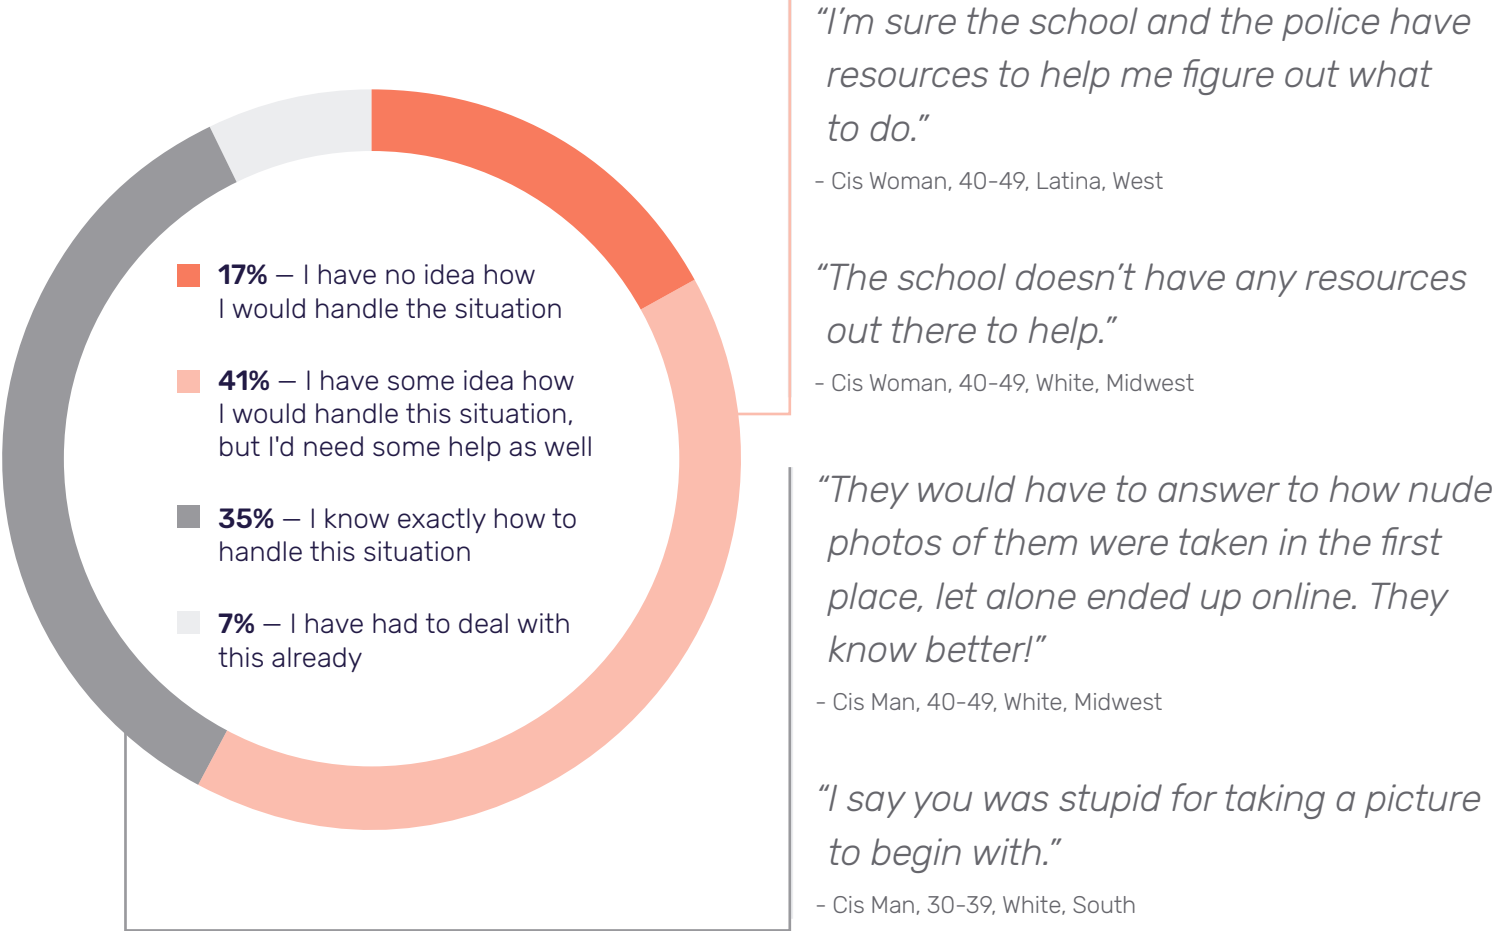 17% – I have no idea how
I would handle the situation
41% – I have some idea how
I would handle this situation,
but I'd need some help as well
35% – I know exactly how to
handle this situation
7% – I have had to deal with
this already
“I’m sure the school and the police have
resources to help me figure out what
to do.”
- Cis Woman, 40-49, Latina, West
“The school doesn’t have any resources
out there to help.”
- Cis Woman, 40-49, White, Midwest
“They would have to answer to how nude
photos of them were taken in the first
place, let alone ended up online. They
know better!”
- Cis Man, 40-49, White, Midwest
“I say you was stupid for taking a picture
to begin with.”
- Cis Man, 30-39, White, South